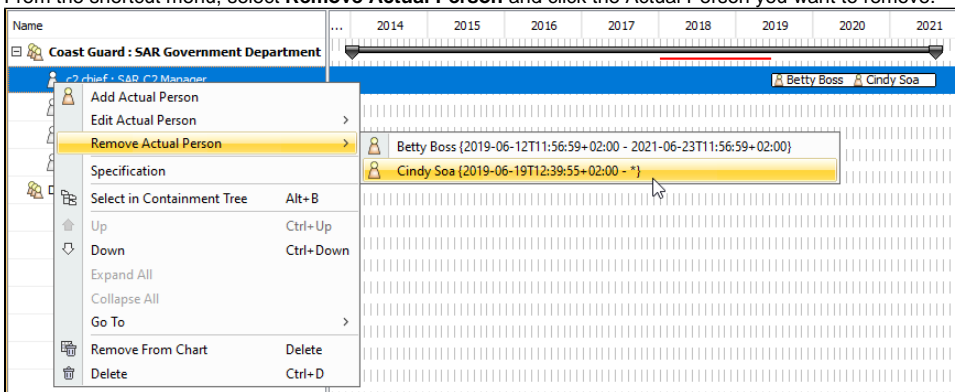 From the shortcut menu, select Remove Actual Person and click the Actual Person you want to remove.
Name ... 2014 2015 2016 2017 2018 2019 2020 2021
Coast Guard : SAR Government Department
c2 chief : SAR C2 Manager Betty Boss Cindy Soa
Add Actual Person
Edit Actual Person >
Remove Actual Person >
Betty Boss {2019-06-12T11:56:59+02:00 - 2021-06-23T11:56:59+02:00}
Specification
Cindy Soa {2019-06-19T12:39:55+02:00 - *}
Select in Containment Tree Alt+B
Up Ctrl+Up
Down Ctrl+Down
Expand All
Collapse All
Go To >
Remove From Chart Delete
Delete Ctrl+D